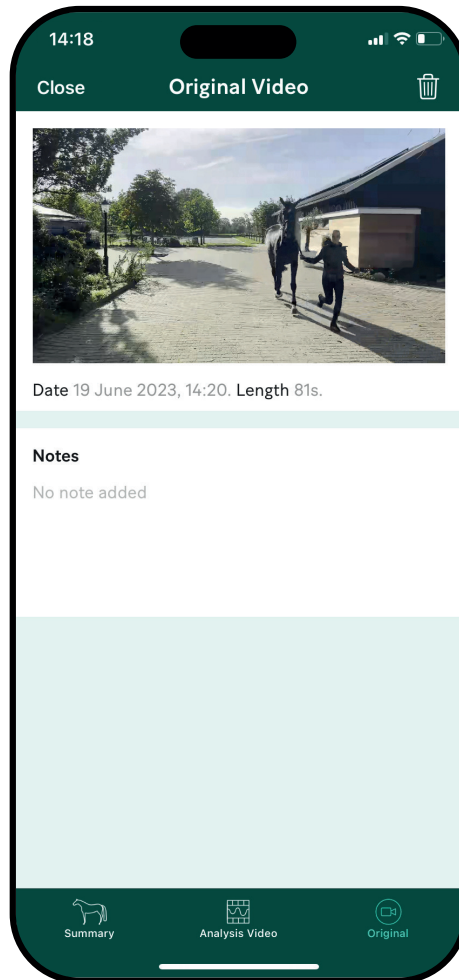 14:18
Close Original Video
Date 19 June 2023, 14:20. Length 81s.
Notes
No note added
Summary Analysis Video Original